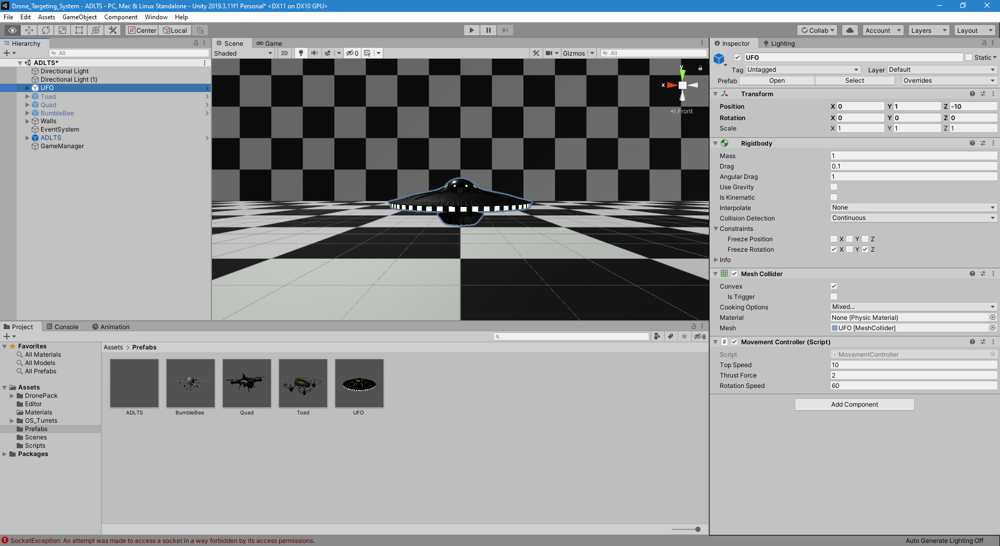 Drone_Targeting_System - ADLTS - PC, Mac & Linux Standalone - Unity 2019.3.11f1 Personal* <DX11 on DX10 GPU>
File Edit Assets GameObject Component Window Help
Center Local Collab Account Layers Layout
Hierarchy
All
ADLTS*
Directional Light
Directional Light (1)
UFO
Toad
Quad
BumbleBee
Walls
EventSystem
ADLTS
GameManager
Scene Game
Shaded 2D 0 Gizmos All
y
x
Front
Inspector Lighting
UFO Static
Tag Untagged Layer Default
Prefab Open Select Overrides
Transform
Position X 0 Y 1 Z -10
Rotation X 0 Y 0 Z 0
Scale X 1 Y 1 Z 1
Rigidbody
Mass 1
Drag 0.1
Angular Drag 1
Use Gravity
Is Kinematic
Interpolate None
Collision Detection Continuous
Constraints
Freeze Position X Y Z
Freeze Rotation X Y Z
Info
Mesh Collider
Convex
Is Trigger
Cooking Options Mixed...
Material None (Physic Material)
Mesh UFO [MeshCollider]
# Movement Controller (Script)
Script MovementController
Top Speed 10
Thrust Force 2
Rotation Speed 60
Add Component
Project Console Animation
8
Favorites
All Materials
All Models
All Prefabs
Assets
DronePack
Editor
Materials
OS_Turrets
Prefabs
Scenes
Scripts
Packages
Assets > Prefabs
ADLTS BumbleBee Quad Toad UFO
SocketException: An attempt was made to access a socket in a way forbidden by its access permissions.
Auto Generate Lighting Off